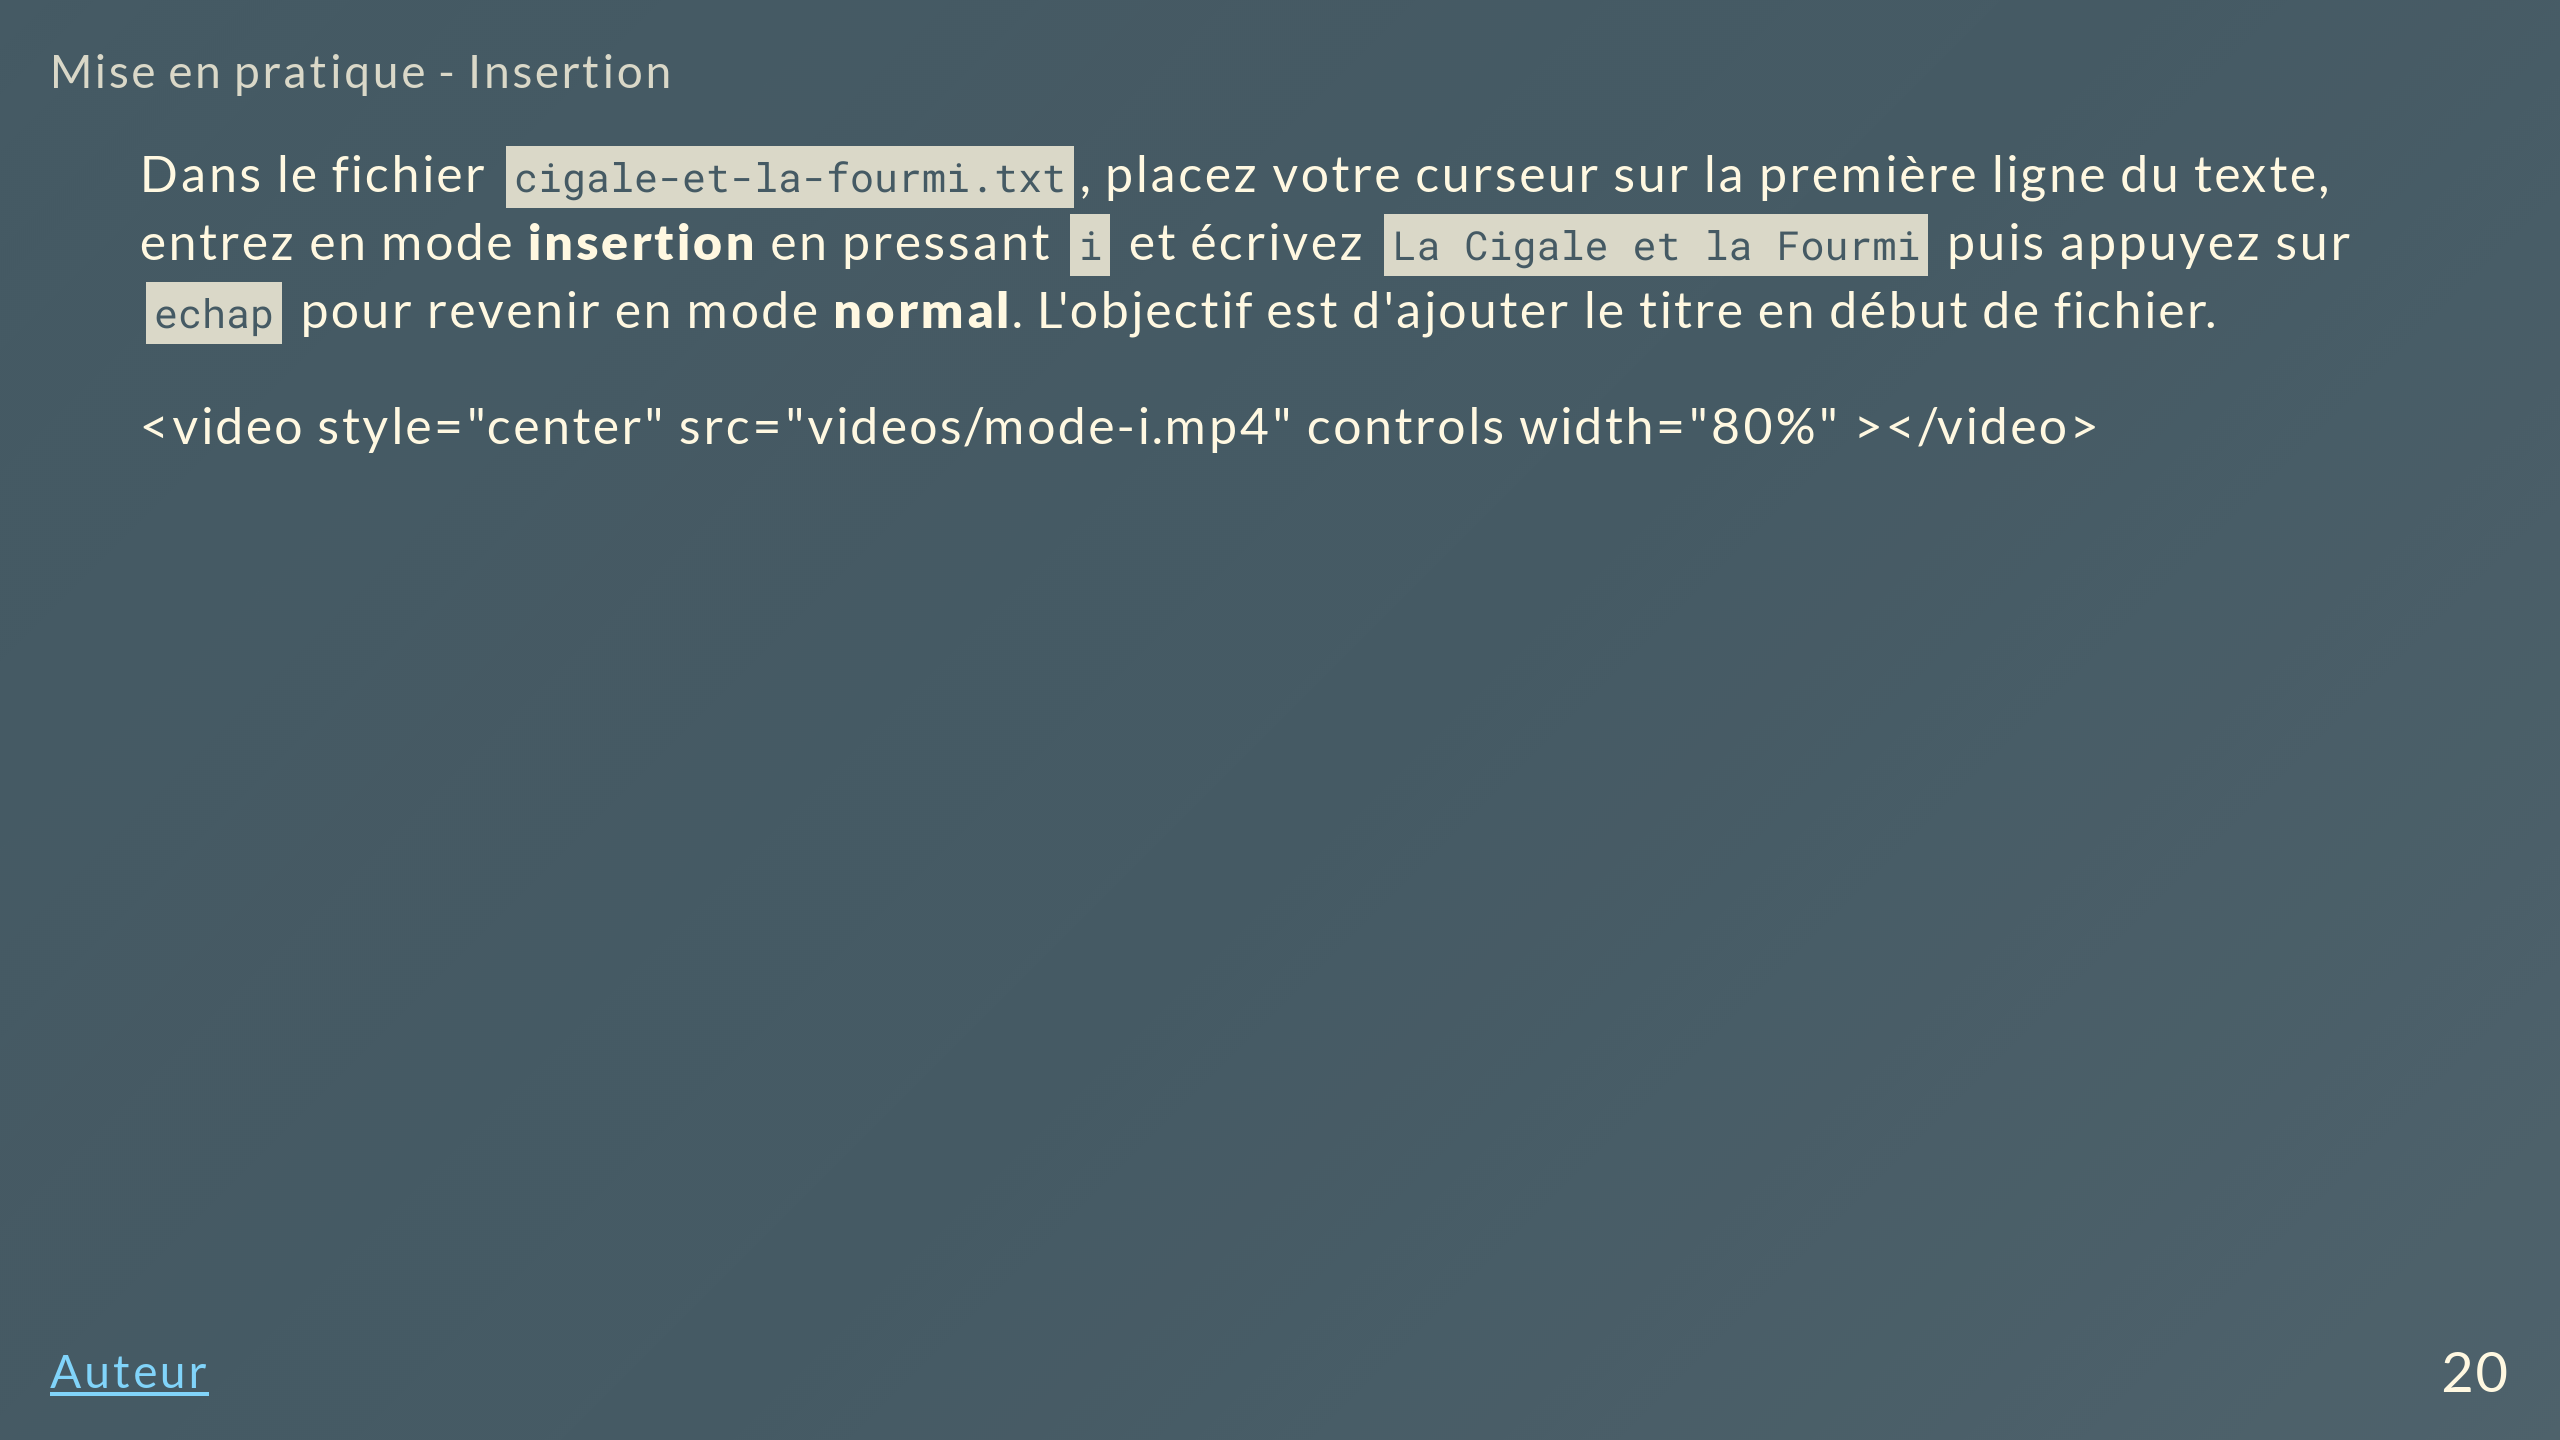 Mise en pratique - Insertion
Dans le fichier cigale-et-la-fourmi.txt, placez votre curseur sur la première ligne du texte,
entrez en mode insertion en pressant i et écrivez La Cigale et la Fourmi puis appuyez sur
echap pour revenir en mode normal. L'objectif est d'ajouter le titre en début de fichier.
<video style="center" src="videos/mode-i.mp4" controls width="80%" ></video>
Auteur
20